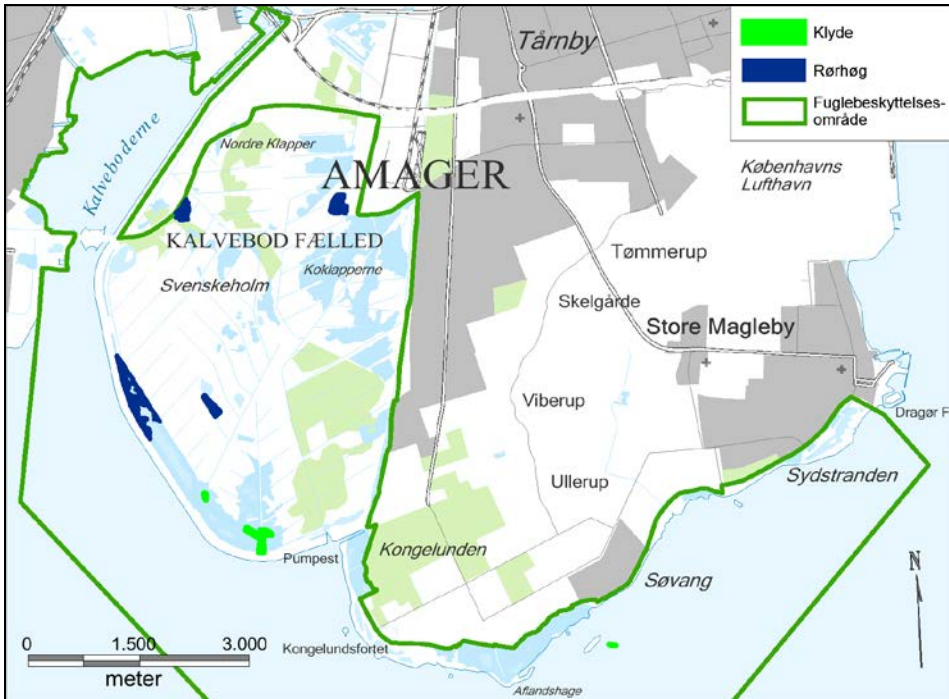 Tårnby
Klyde
Rørhøg
Fuglebeskyttelses-
område
Nordre Klapper
Kalveboderne
AMAGER
Københavns
Lufthavn
KALVEBOD FÆLLED
Tømmerup
Koklapperne
Svenskeholm
Skelgårde
Store Magleby
Viberup
Dragør F
Ullerup
Sydstranden
Pumpest
Kongelunden
N
Søvang
0 1.500 3.000
meter
Kongelundsfortet
Aflandshage